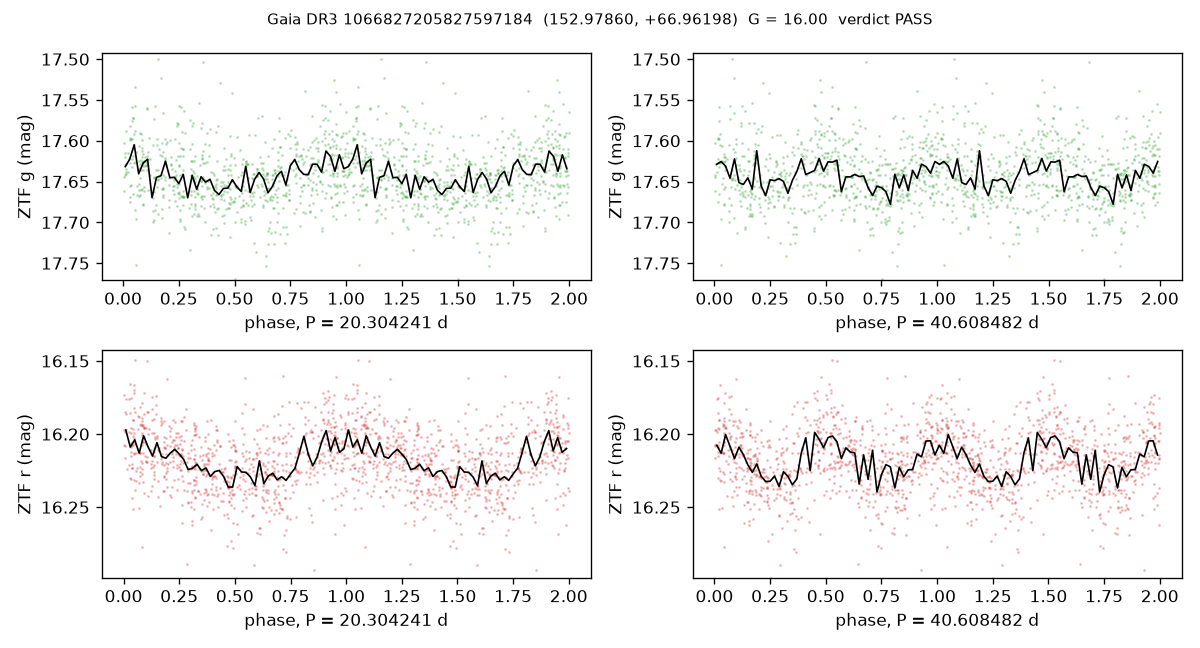 Gaia DR3 1066827205827597184  (152.97860, +66.96198)  G = 16.00  verdict PASS
ZTF g (mag)
17.50
17.55
17.60
17.65
17.70
17.75
0.00 0.25 0.50 0.75 1.00 1.25 1.50 1.75 2.00
phase, P = 20.304241 d
ZTF g (mag)
17.50
17.55
17.60
17.65
17.70
17.75
0.00 0.25 0.50 0.75 1.00 1.25 1.50 1.75 2.00
phase, P = 40.608482 d
ZTF r (mag)
16.15
16.20
16.25
0.00 0.25 0.50 0.75 1.00 1.25 1.50 1.75 2.00
phase, P = 20.304241 d
ZTF r (mag)
16.15
16.20
16.25
0.00 0.25 0.50 0.75 1.00 1.25 1.50 1.75 2.00
phase, P = 40.608482 d